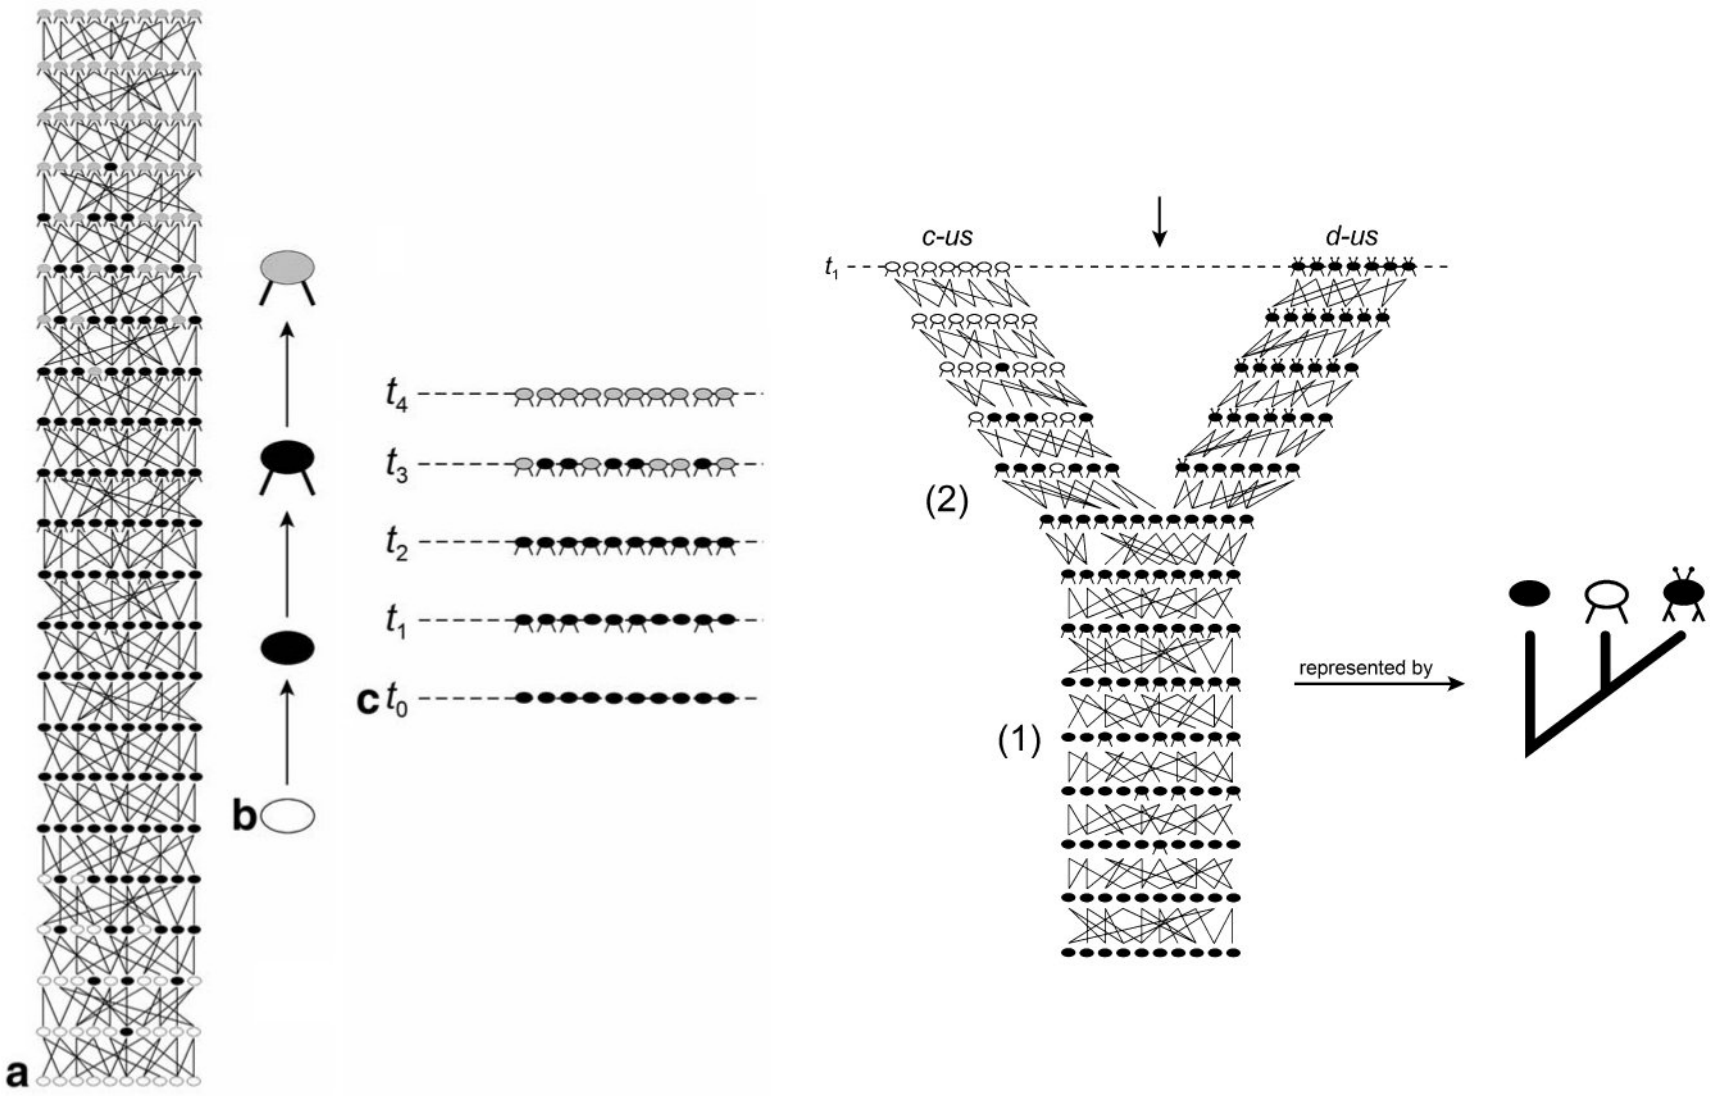 a
b
t4
t3
t2
t1
c t0
c-us
d-us
t1
(2)
(1)
represented by